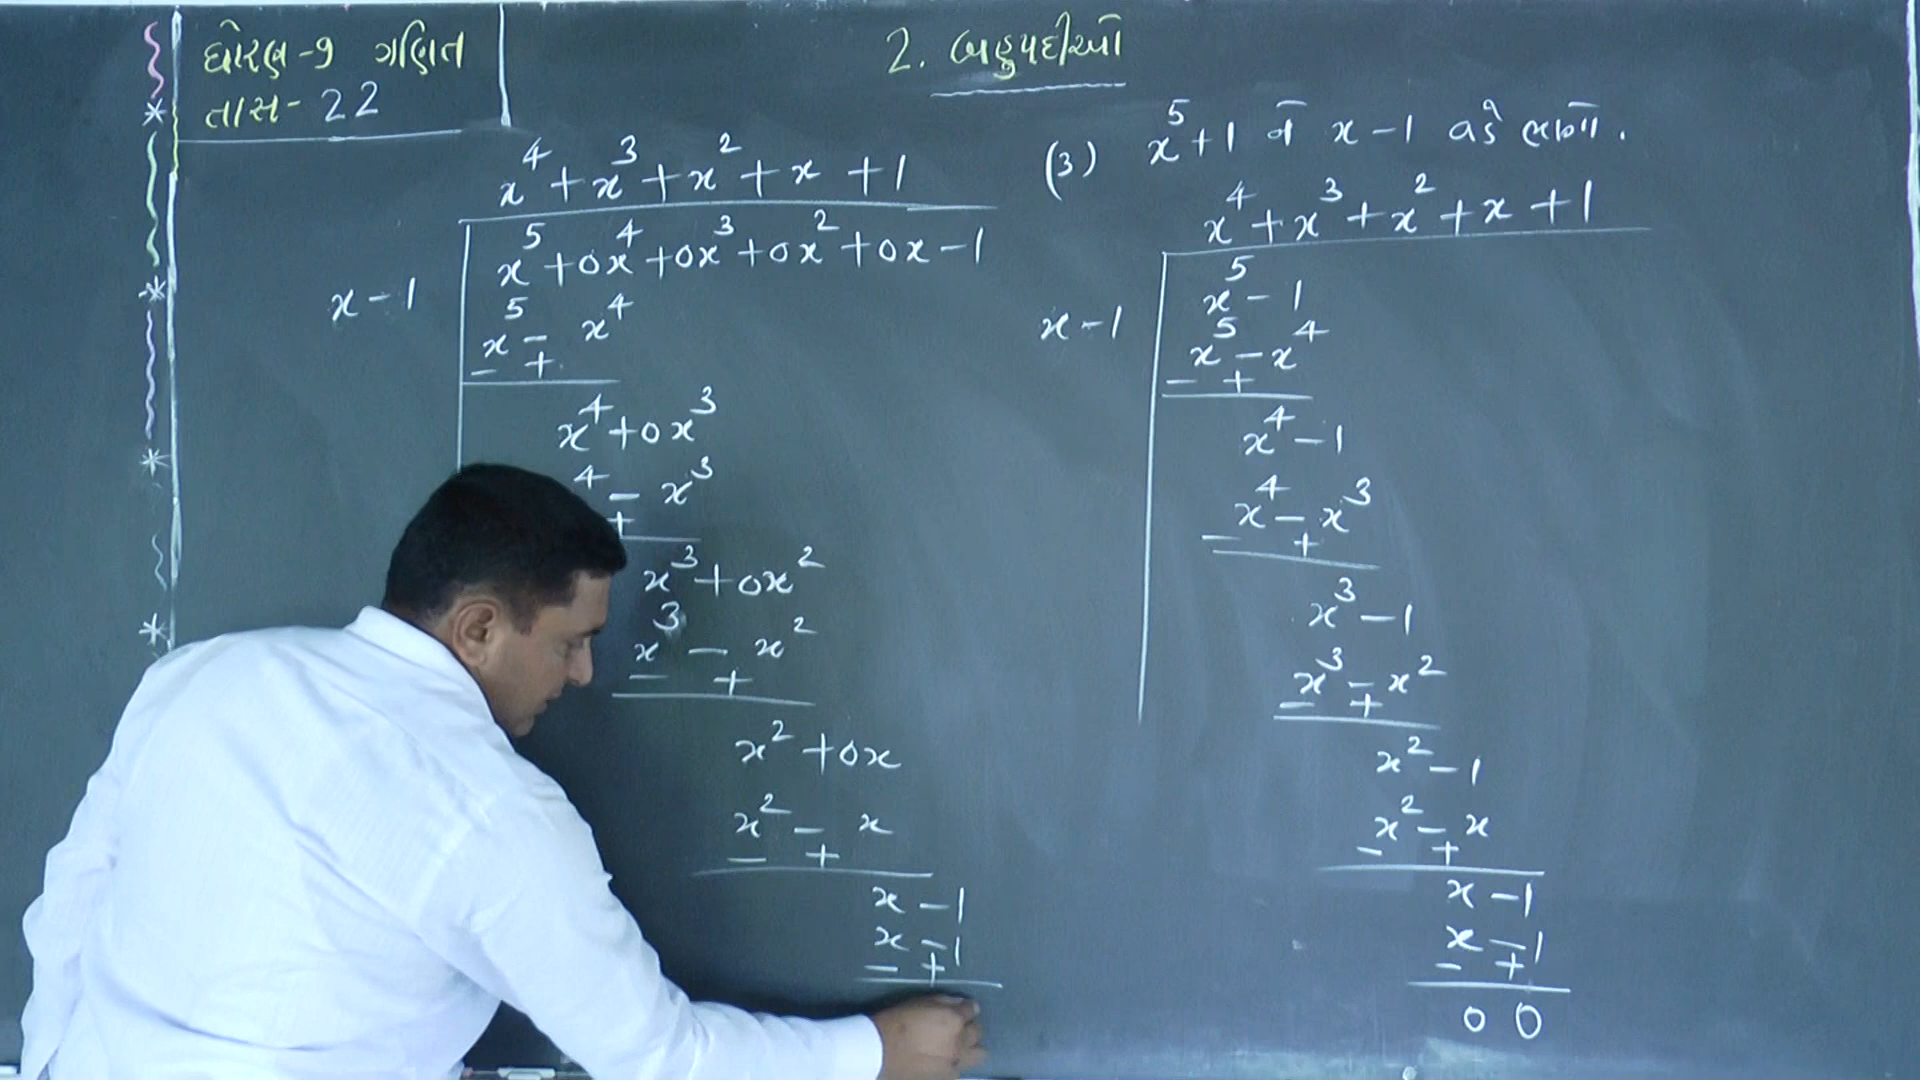 ધોરણ-9 ગણિત
તાસ-22
2. બહુપદીઓ
x⁴+x³+x²+x+1
x-1
x⁵+0x⁴+0x³+0x²+0x-1
x⁵-x⁴
- +
x⁴+0x³
⁴-x³
+
x³+0x²
x³-x²
- +
x²+0x
x²-x
- +
x-1
x-1
- +
(3) x⁵+1 ને x-1 વડે ભાગો.
x⁴+x³+x²+x+1
x-1
x⁵-1
x⁵-x⁴
- +
x⁴-1
x⁴-x³
- +
x³-1
x³-x²
- +
x²-1
x²-x
- +
x-1
x-1
- +
0 0